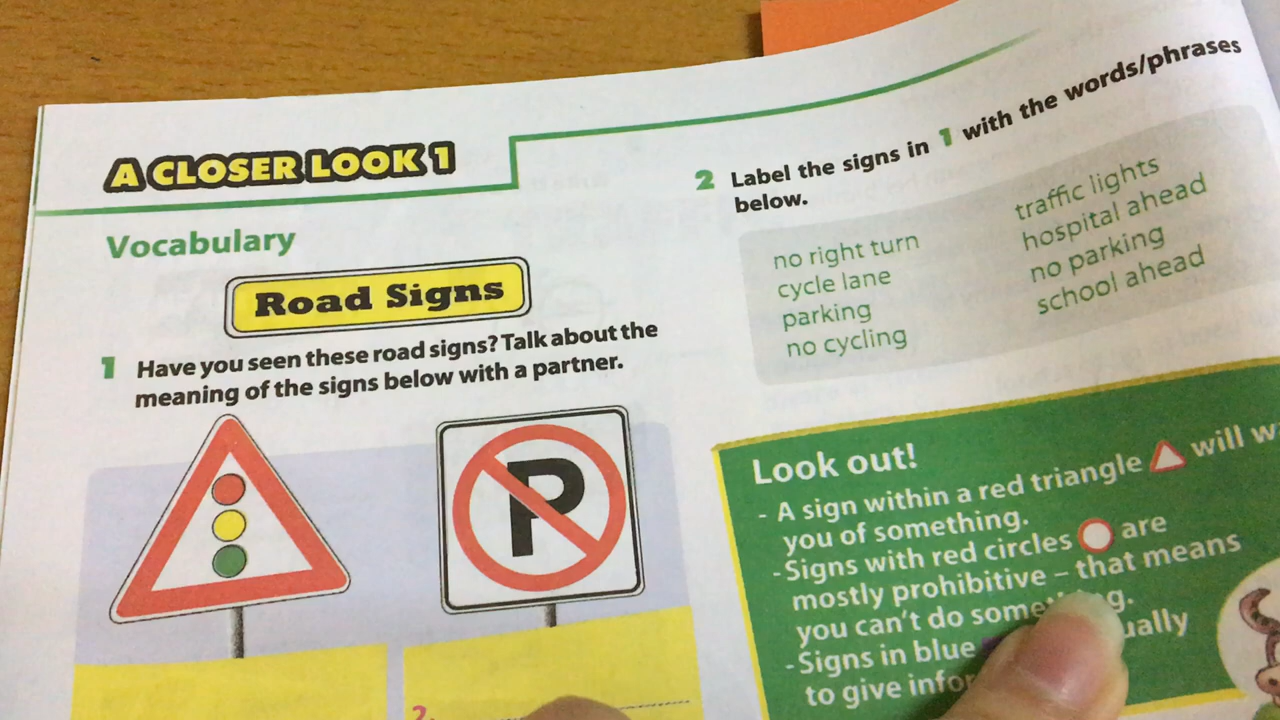 A CLOSER LOOK 1
Vocabulary
Road Signs
1 Have you seen these road signs? Talk about the
meaning of the signs below with a partner.
P
2.
2 Label the signs in 1 with the words/phrases
below.
no right turn
cycle lane
parking
no cycling
traffic lights
hospital ahead
no parking
school ahead
Look out!
- A sign within a red triangle will
you of something.
- Signs with red circles are
mostly prohibitive – that means
you can't do
- Signs in blue
to give